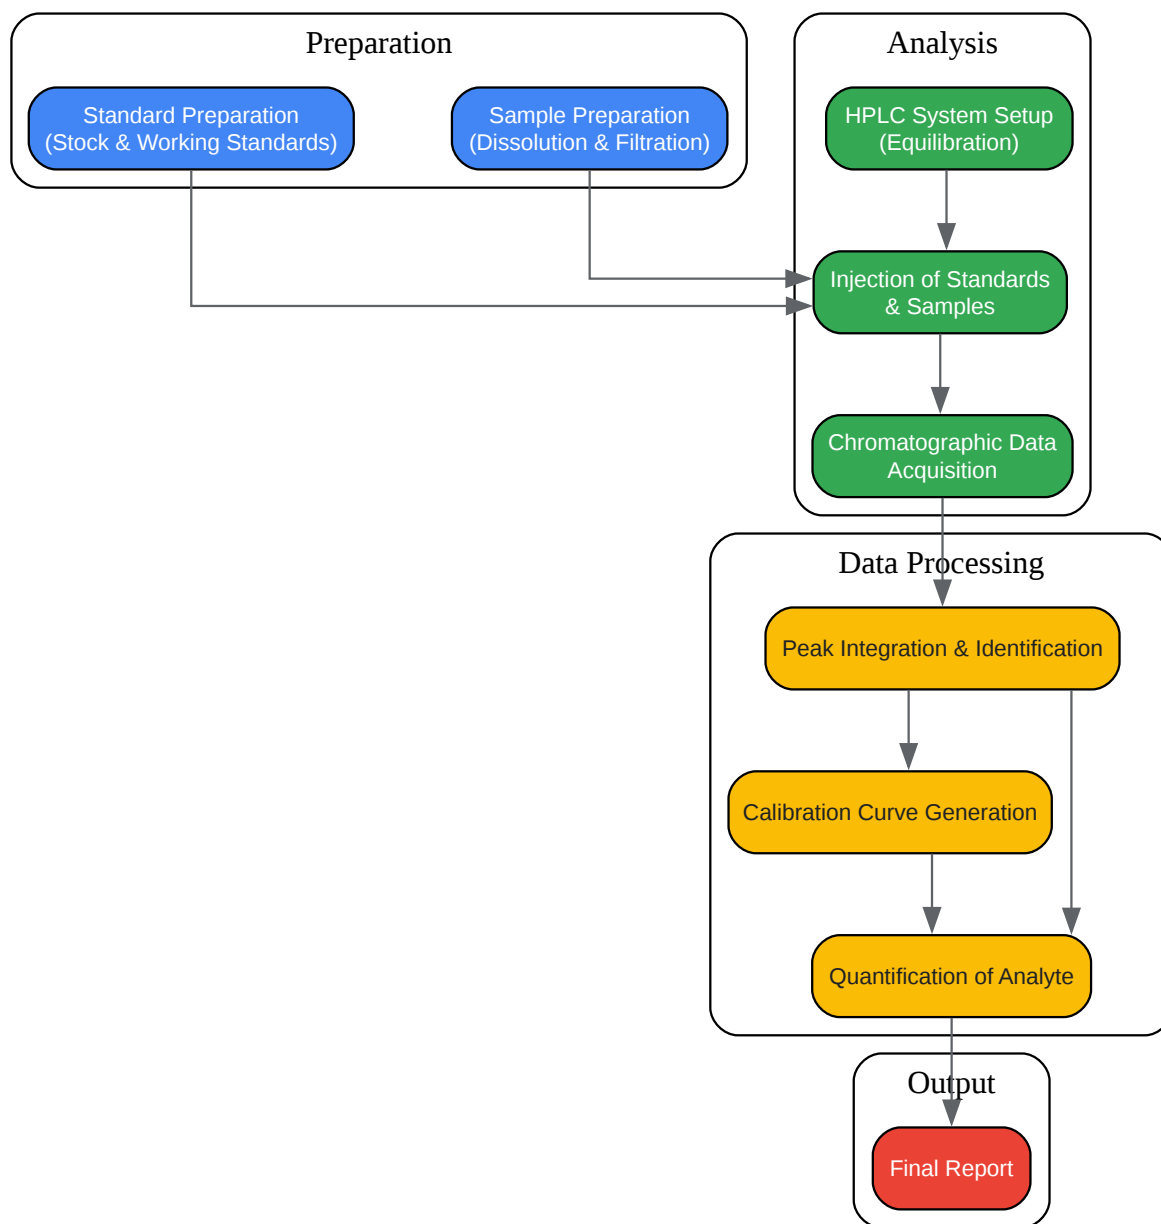 Preparation
Standard Preparation
(Stock & Working Standards)
Sample Preparation
(Dissolution & Filtration)
Analysis
HPLC System Setup
(Equilibration)
Injection of Standards
& Samples
Chromatographic Data
Acquisition
Data Processing
Peak Integration & Identification
Calibration Curve Generation
Quantification of Analyte
Output
Final Report